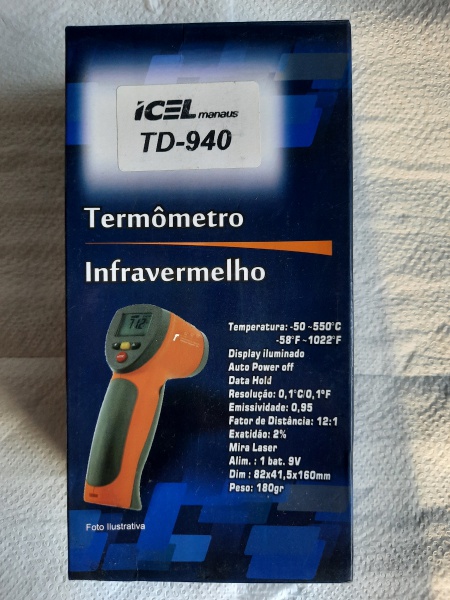 iCEL manaus
TD-940
Termômetro
Infravermelho
Temperatura: -50 ~550°C
-58°F ~1022°F
Display iluminado
Auto Power off
Data Hold
Resolução: 0,1°C/0,1°F
Emissividade: 0,95
Fator de Distância: 12:1
Exatidão: 2%
Mira Laser
Alim. : 1 bat. 9V
Dim : 82x41,5x160mm
Peso: 180gr
Foto Ilustrativa